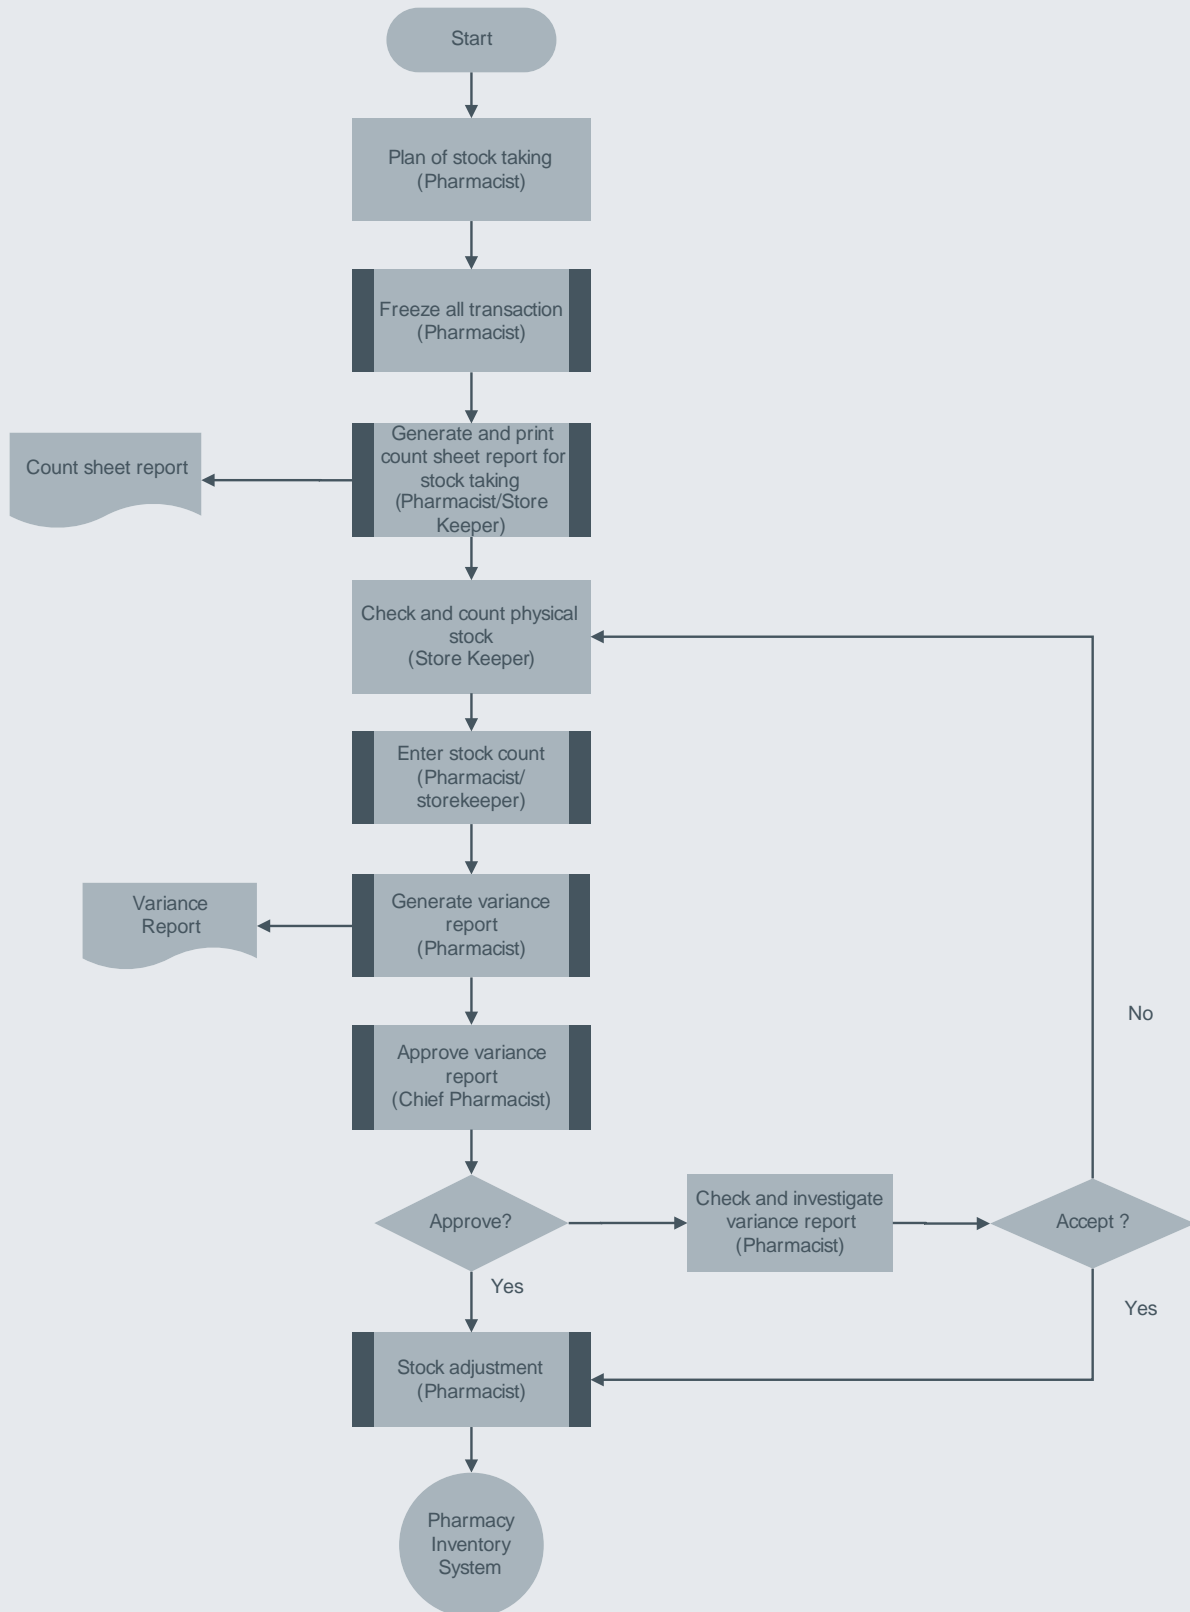 Start
Plan of stock taking
(Pharmacist)
Freeze all transaction
(Pharmacist)
Generate and print
count sheet report for
stock taking
(Pharmacist/Store
Keeper)
Count sheet report
Check and count physical
stock
(Store Keeper)
Enter stock count
(Pharmacist/
storekeeper)
Generate variance
report
(Pharmacist)
Variance
Report
Approve variance
report
(Chief Pharmacist)
Approve?
Check and investigate
variance report
(Pharmacist)
Accept ?
No
Yes
Yes
Stock adjustment
(Pharmacist)
Pharmacy
Inventory
System